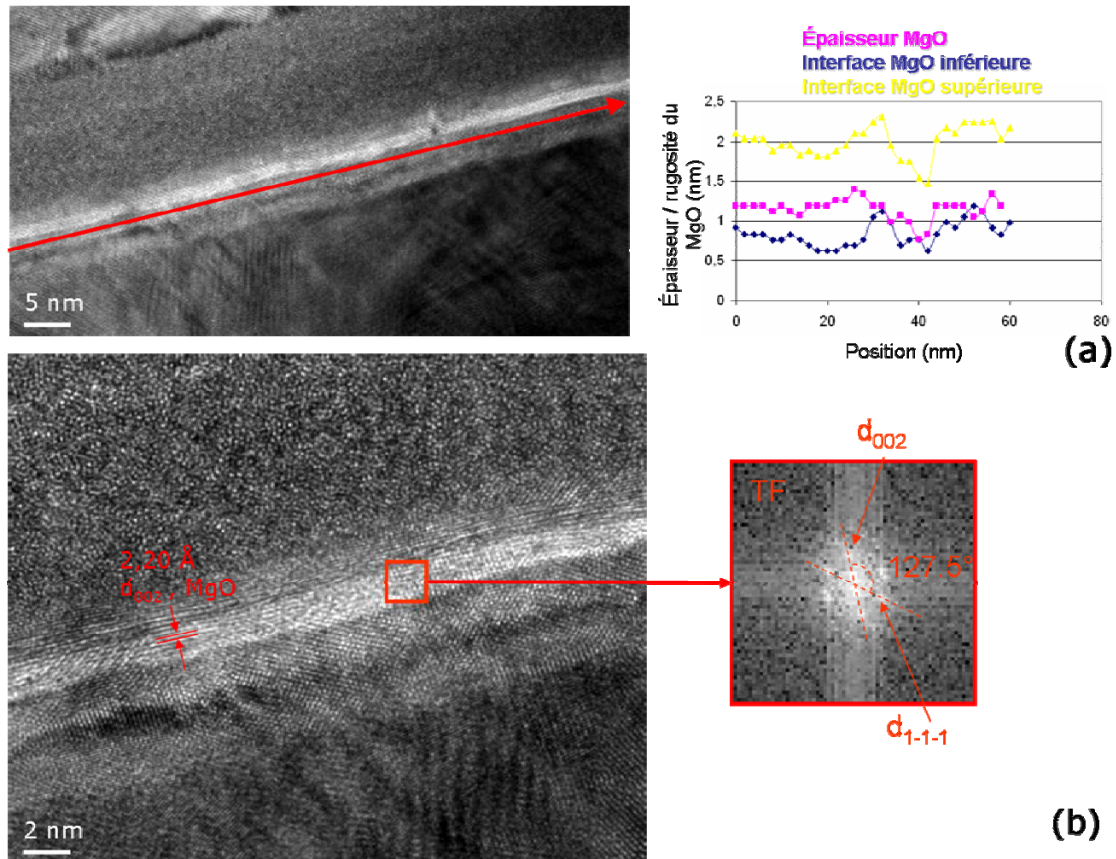 5 nm
Épaisseur MgO
Interface MgO inférieure
Interface MgO supérieure
Épaisseur / rugosité du
MgO (nm)
2,5
2
1,5
1
0,5
0
0
20
40
60
80
Position (nm)
(a)
2,20 Å
d002 , MgO
2 nm
d002
TF
127.5°
d1-1-1
(b)